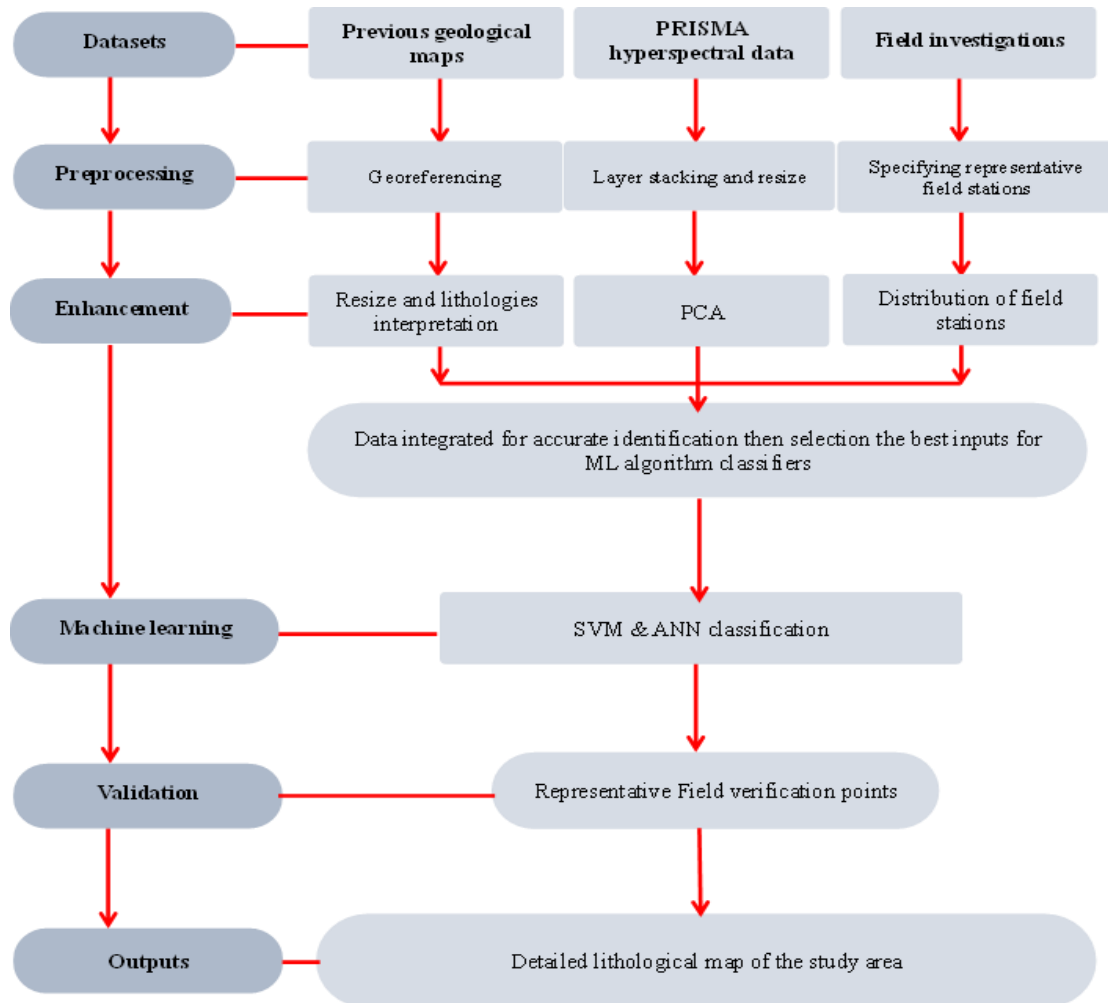 Datasets
Previous geological
maps
PRISMA
hyperspectral data
Field investigations
Preprocessing
Georeferencing
Layer stacking and resize
Specifying representative
field stations
Enhancement
Resize and lithologies
interpretation
PCA
Distribution of field
stations
Data integrated for accurate identification then selection the best inputs for
ML algorithm classifiers
Machine learning
SVM & ANN classification
Validation
Representative Field verification points
Outputs
Detailed lithological map of the study area